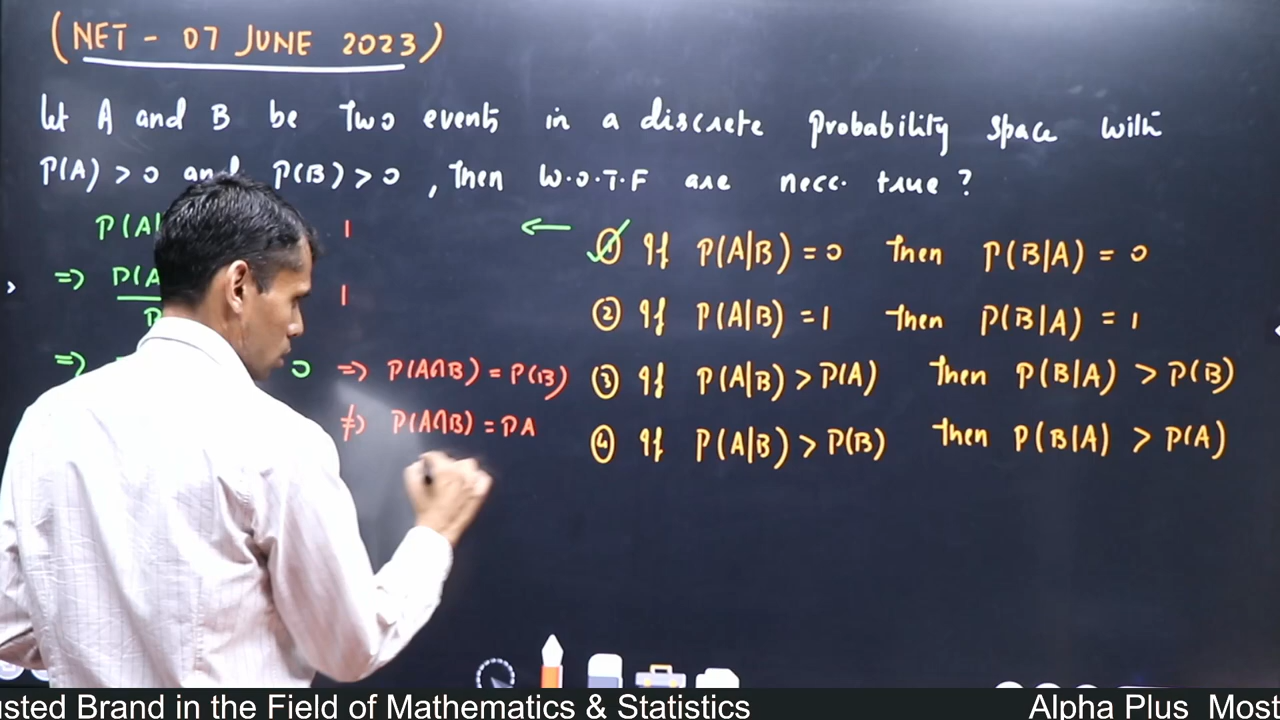 (NET - 07 JUNE 2023)
let A and B be Two events in a discrete Probability space with
P(A) > 0 and P(B) > 0 , then W.O.T.F are necc. true ?
P(A| 1
← ① If P(A|B) = 0 then P(B|A) = 0
=> P(A 1
② If P(A|B) = 1 then P(B|A) = 1
=> 0 => P(A∩B) = P(B)
③ If P(A|B) > P(A) then P(B|A) > P(B)
≠> P(A∩B) = PA
④ If P(A|B) > P(B) then P(B|A) > P(A)
usted Brand in the Field of Mathematics & Statistics Alpha Plus Most